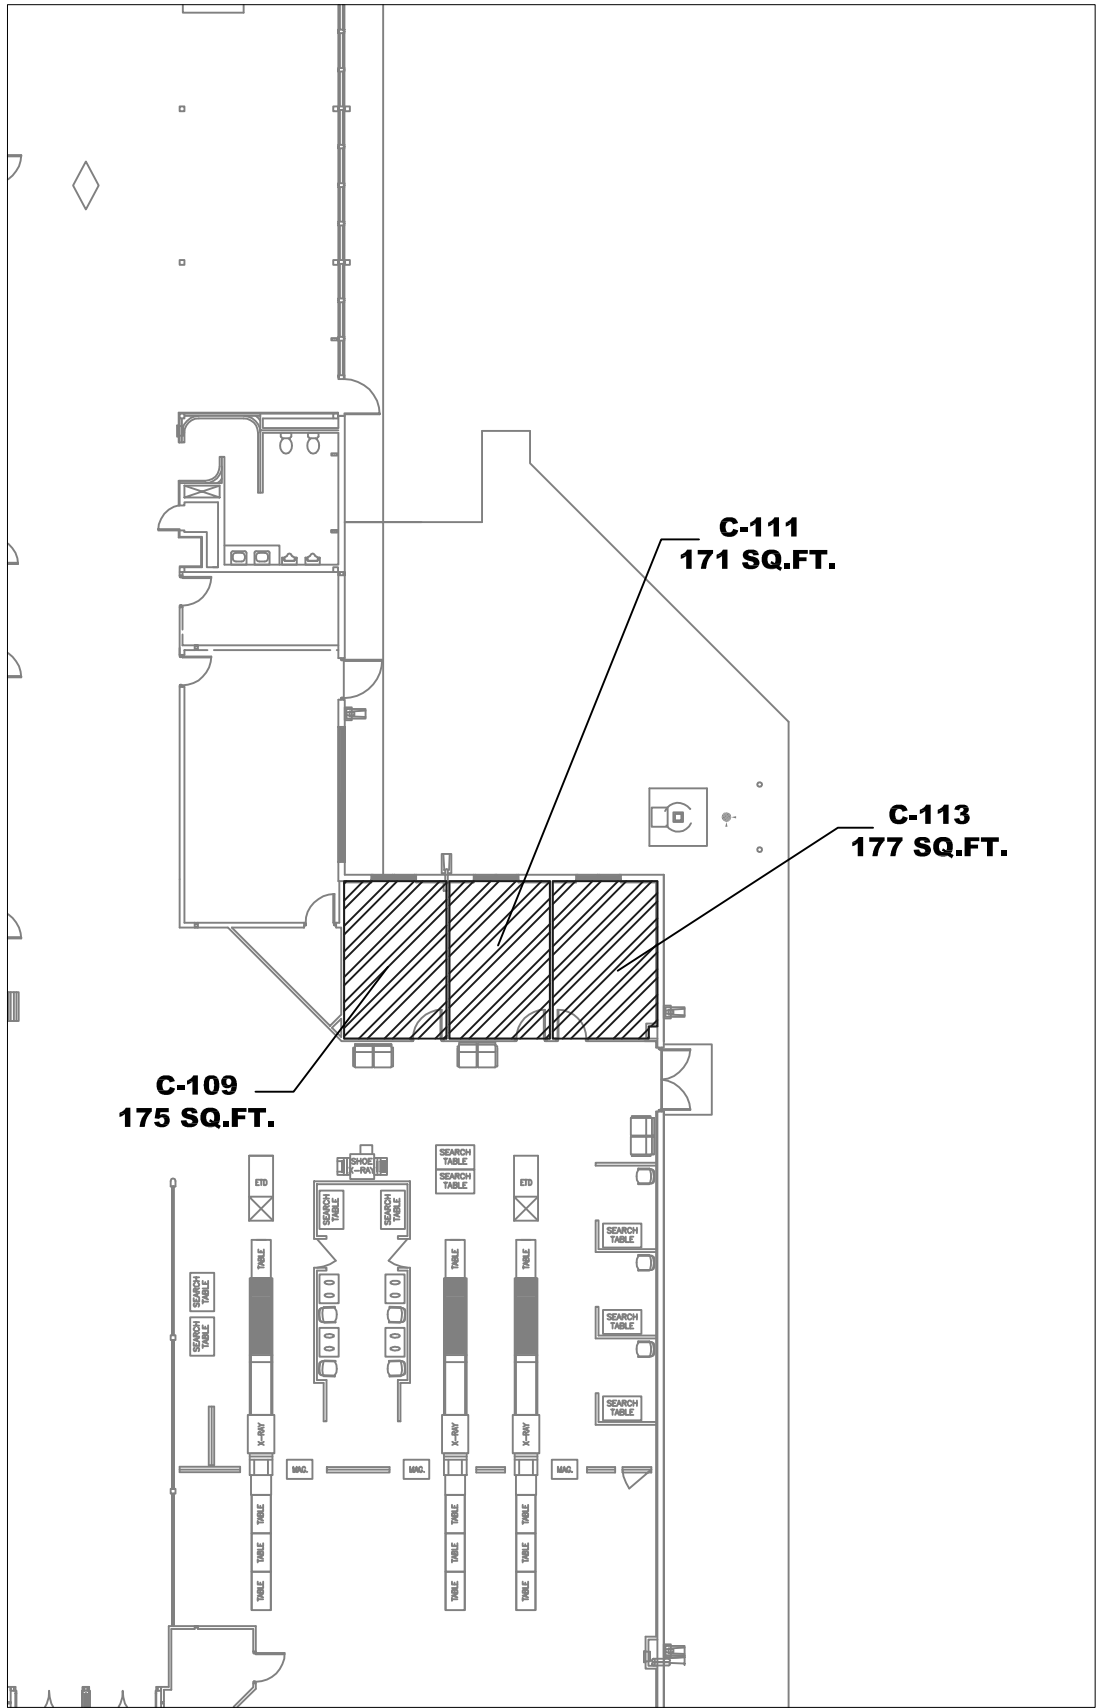 C-111
171 SQ.FT.
C-113
177 SQ.FT.
C-109
175 SQ.FT.
SHOE
X-RAY
SEARCH
TABLE
SEARCH
TABLE
ETD
ETD
SEARCH
TABLE
SEARCH
TABLE
SEARCH
TABLE
TABLE
TABLE
TABLE
SEARCH
TABLE
SEARCH
TABLE
SEARCH
TABLE
SEARCH
TABLE
X-RAY
X-RAY
X-RAY
MAG.
MAG.
MAG.
TABLE
TABLE
TABLE
TABLE
TABLE
TABLE
TABLE
TABLE
TABLE